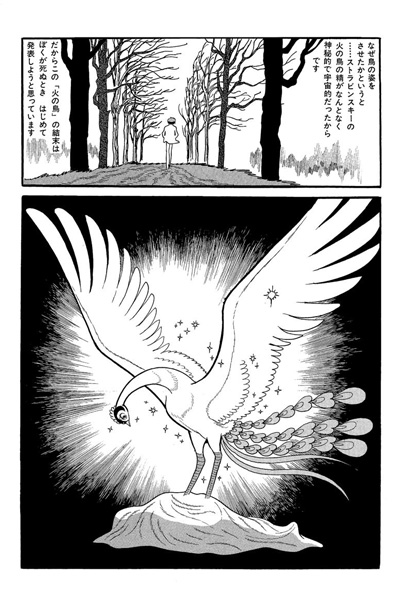 なぜ鳥の姿を
させたかというと
……ストラビンスキーの
火の鳥の精がなんとなく
神秘的で宇宙的だったから
です
だからこの「火の鳥」の結末は
ぼくが死ぬとき はじめて
発表しようと思っています